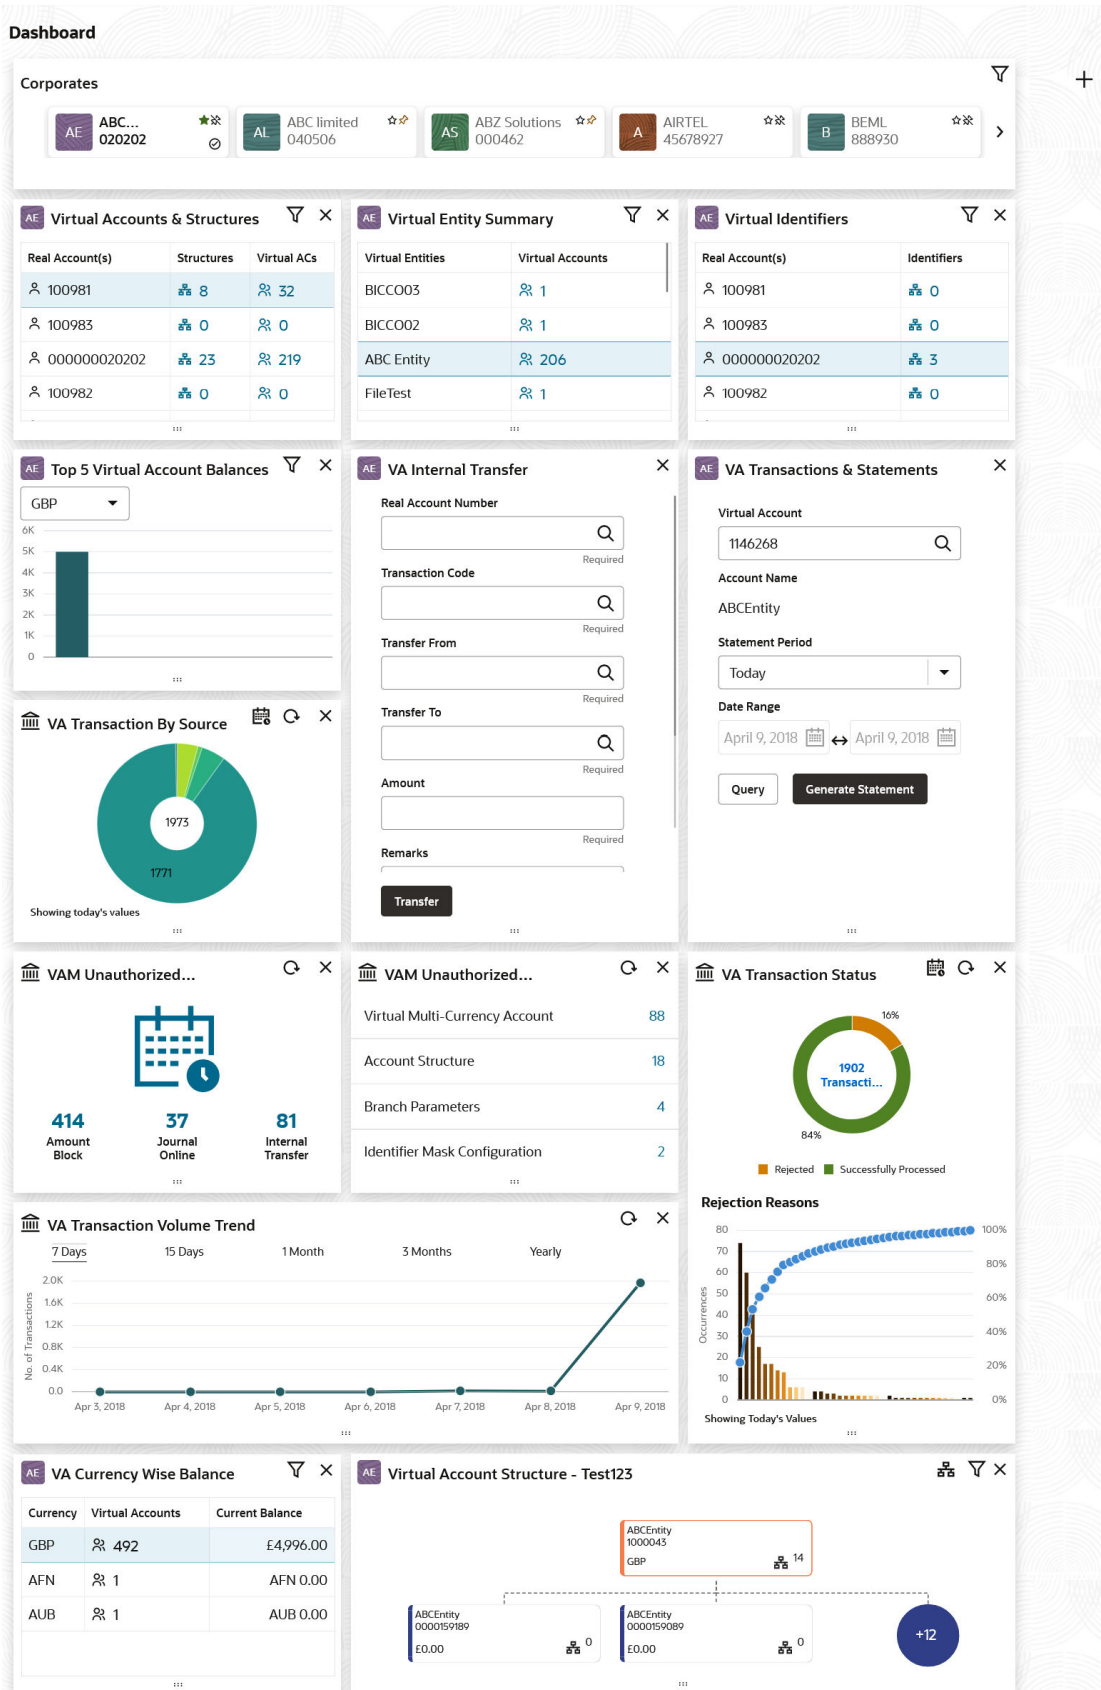 Dashboard
Corporates
AE ABC... 020202
AL ABC limited 040506
AS ABZ Solutions 000462
A AIRTEL 45678927
B BEML 888930
AE Virtual Accounts & Structures
Real Account(s) Structures Virtual ACs
100981 8 32
100983 0 0
000000020202 23 219
100982 0 0
AE Virtual Entity Summary
Virtual Entities Virtual Accounts
BICCO03 1
BICCO02 1
ABC Entity 206
FileTest 1
AE Virtual Identifiers
Real Account(s) Identifiers
100981 0
100983 0
000000020202 3
100982 0
AE Top 5 Virtual Account Balances
GBP
6K
5K
4K
3K
2K
1K
0
AE VA Internal Transfer
Real Account Number
Required
Transaction Code
Required
Transfer From
Required
Transfer To
Required
Amount
Required
Remarks
Transfer
AE VA Transactions & Statements
Virtual Account
1146268
Account Name
ABCEntity
Statement Period
Today
Date Range
April 9, 2018 April 9, 2018
Query Generate Statement
VA Transaction By Source
1973
1771
Showing today's values
VAM Unauthorized...
414 37 81
Amount Block Journal Online Internal Transfer
VAM Unauthorized...
Virtual Multi-Currency Account 88
Account Structure 18
Branch Parameters 4
Identifier Mask Configuration 2
VA Transaction Status
16%
1902
Transacti...
84%
Rejected Successfully Processed
Rejection Reasons
80 100%
70
60 80%
50 60%
40
30 40%
20 20%
10
0 0%
Occurrences
Showing Today's Values
VA Transaction Volume Trend
7 Days 15 Days 1 Month 3 Months Yearly
No. of Transactions
2.0K
1.6K
1.2K
0.8K
0.4K
0.0
Apr 3, 2018 Apr 4, 2018 Apr 5, 2018 Apr 6, 2018 Apr 7, 2018 Apr 8, 2018 Apr 9, 2018
AE VA Currency Wise Balance
Currency Virtual Accounts Current Balance
GBP 492 £4,996.00
AFN 1 AFN 0.00
AUB 1 AUB 0.00
AE Virtual Account Structure - Test123
ABCEntity
1000043
GBP 14
ABCEntity
0000159189
£0.00 0
ABCEntity
0000159089
£0.00 0
+12